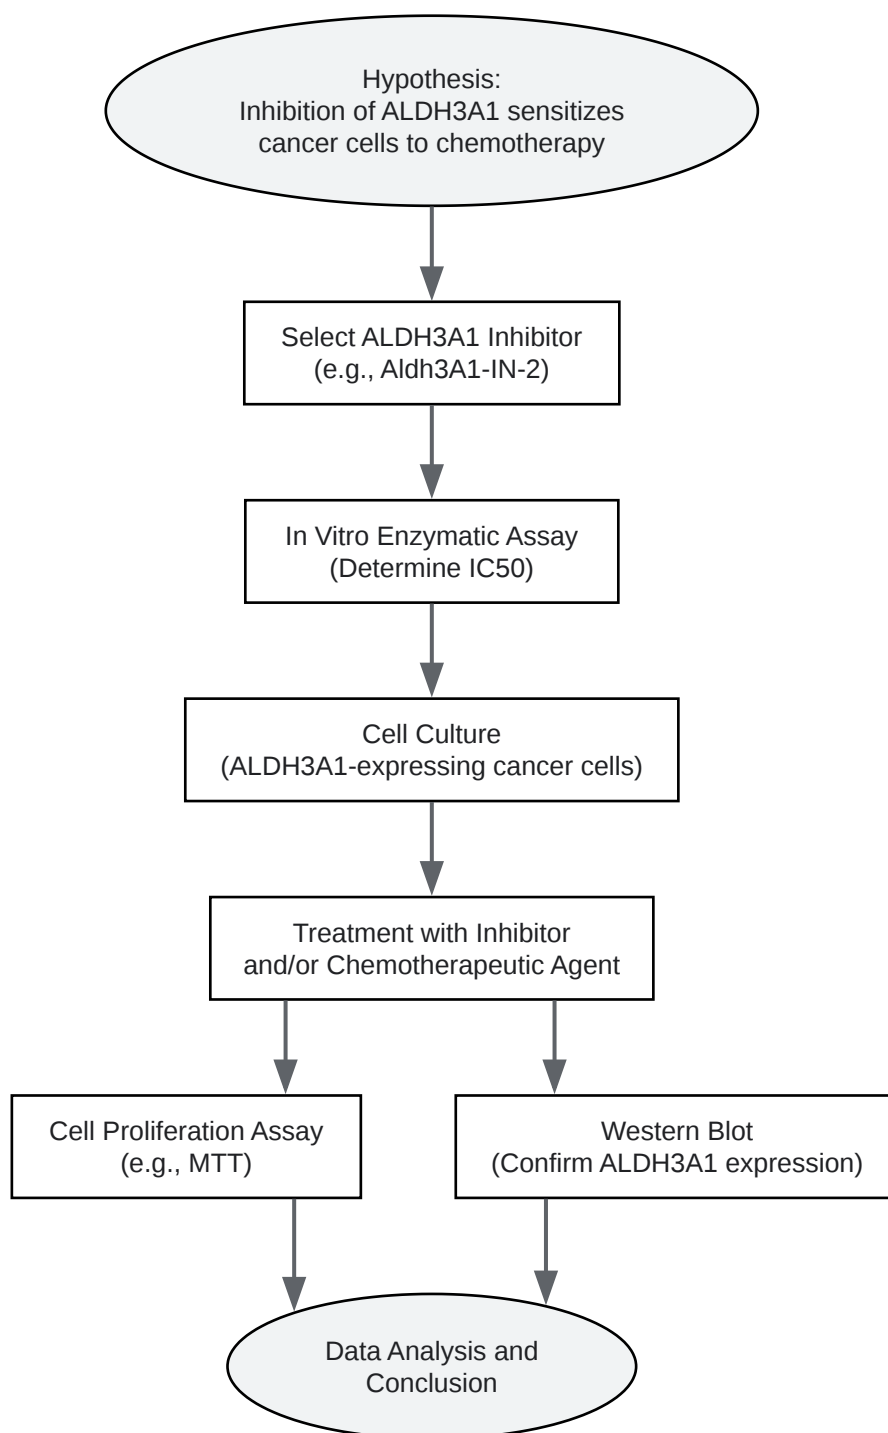 Hypothesis:
Inhibition of ALDH3A1 sensitizes
cancer cells to chemotherapy
Select ALDH3A1 Inhibitor
(e.g., Aldh3A1-IN-2)
In Vitro Enzymatic Assay
(Determine IC50)
Cell Culture
(ALDH3A1-expressing cancer cells)
Treatment with Inhibitor
and/or Chemotherapeutic Agent
Cell Proliferation Assay
(e.g., MTT)
Western Blot
(Confirm ALDH3A1 expression)
Data Analysis and
Conclusion